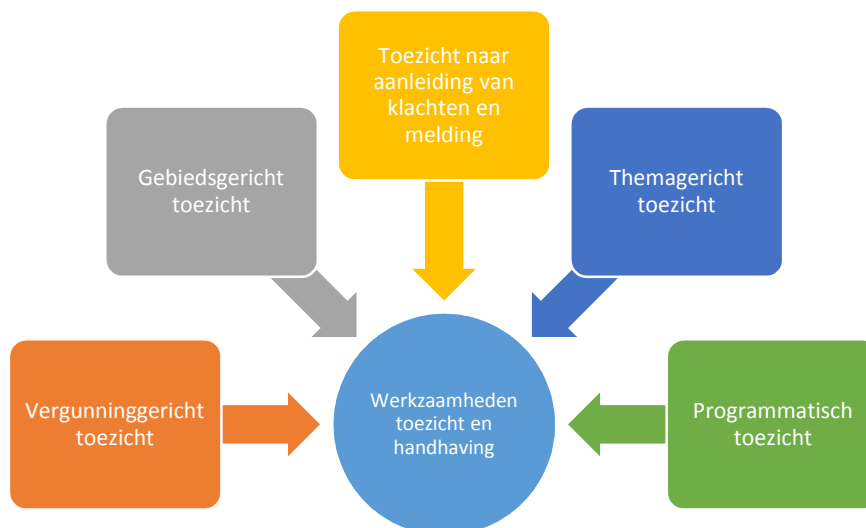 Toezicht naar
aanleiding van
klachten en
melding
Gebiedsgericht
toezicht
Themagericht
toezicht
Vergunninggericht
toezicht
Werkzaamheden
toezicht en
handhaving
Programmatisch
toezicht